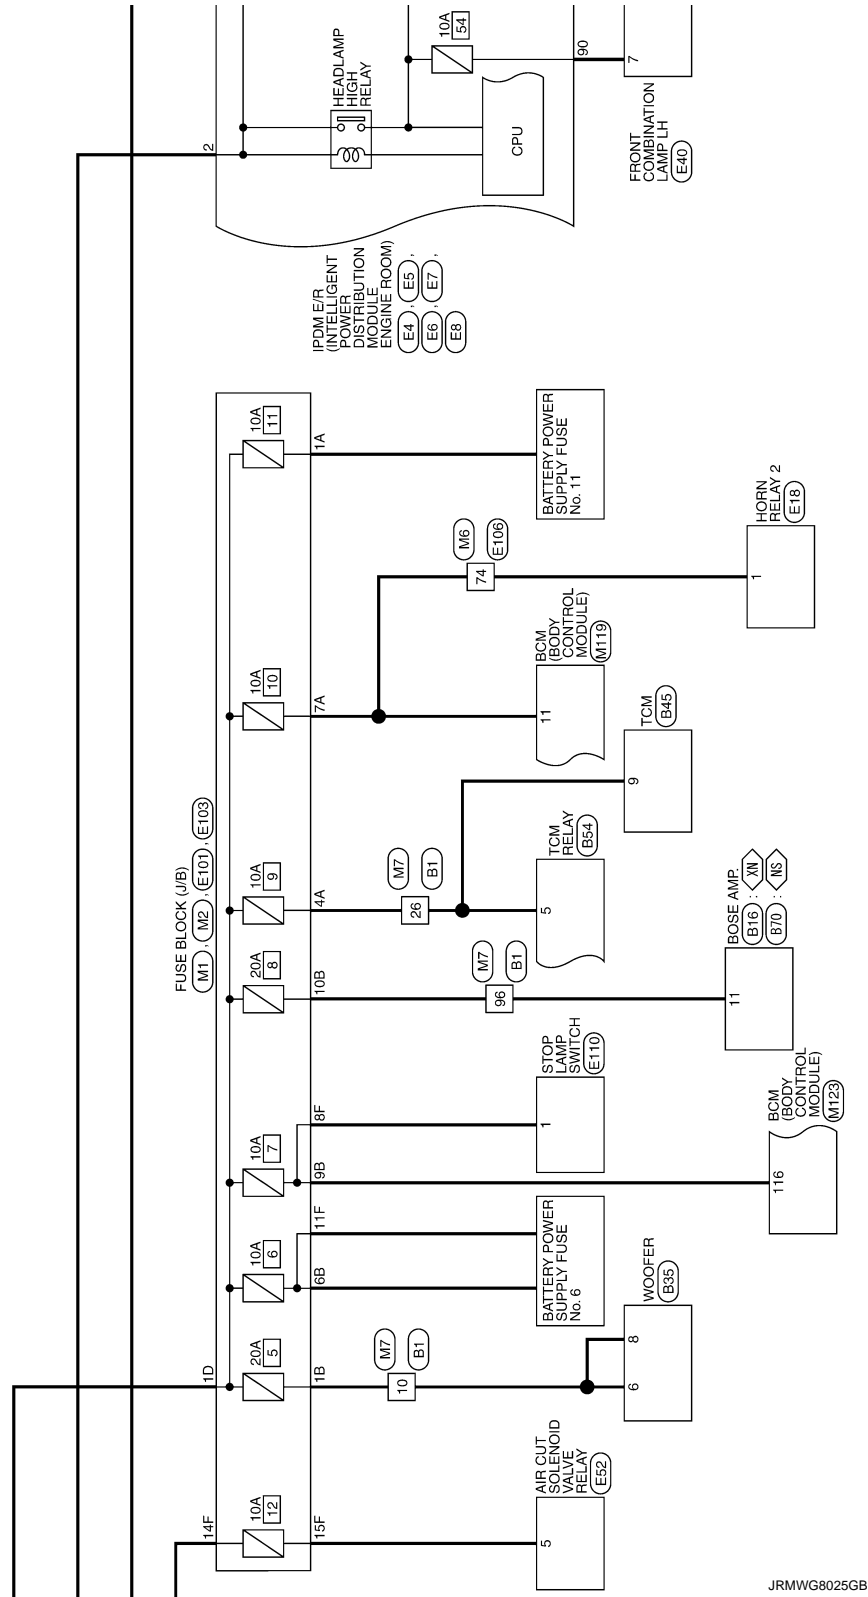 10A
54
90
7
FRONT
COMBINATION
LAMP LH
E40
HEADLAMP
HIGH
RELAY
CPU
2
IPDM E/R
(INTELLIGENT
POWER
DISTRIBUTION
MODULE
ENGINE ROOM)
E4 , E5 ,
E6 , E7 ,
E8
10A
11
1A
BATTERY POWER
SUPPLY FUSE
No. 11
M6
E106
74
HORN
RELAY 2
E18
1
10A
10
7A
BCM
(BODY
CONTROL
MODULE)
M119
11
TCM
B45
9
FUSE BLOCK (J/B)
M1 , M2 , E101 , E103
10A
9
4A
M7
B1
26
TCM
RELAY
B54
5
20A
8
10B
M7
B1
96
BOSE AMP.
B16 : XN
B70 : NS
11
STOP
LAMP
SWITCH
E110
1
10A
7
8F
9B
BCM
(BODY
CONTROL
MODULE)
M123
116
10A
6
11F
6B
BATTERY POWER
SUPPLY FUSE
No. 6
WOOFER
B35
8
6
1D
20A
5
1B
M7
B1
10
AIR CUT
SOLENOID
VALVE
RELAY
E52
5
14F
10A
12
15F
JRMWG8025GB